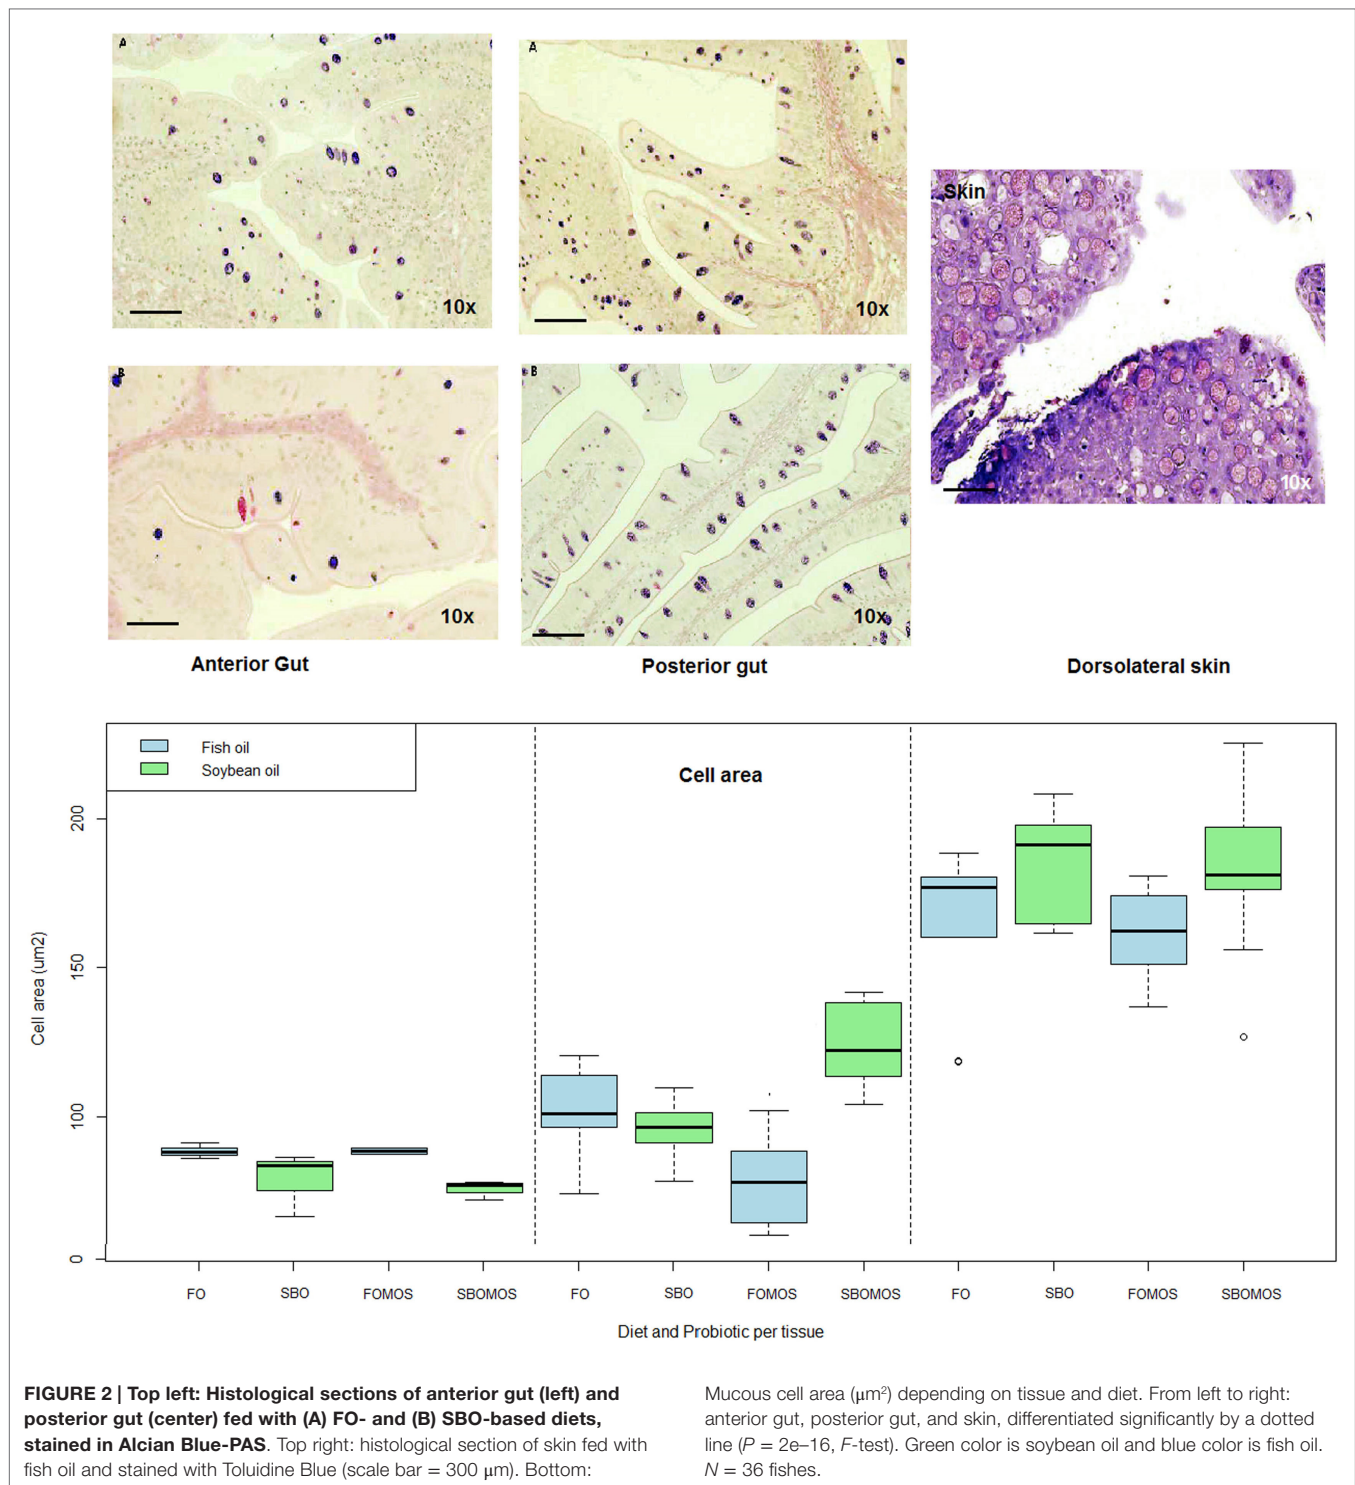 A
10x
A
10x
Skin
10x
B
10x
B
10x
Anterior Gut
Posterior gut
Dorsolateral skin
Fish oil
Soybean oil
Cell area
Cell area (um2)
200
150
100
0
FO
SBO
FOMOS
SBOMOS
FO
SBO
FOMOS
SBOMOS
FO
SBO
FOMOS
SBOMOS
Diet and Probiotic per tissue
FIGURE 2 | Top left: Histological sections of anterior gut (left) and
posterior gut (center) fed with (A) FO- and (B) SBO-based diets,
stained in Alcian Blue-PAS. Top right: histological section of skin fed with
fish oil and stained with Toluidine Blue (scale bar = 300 μm). Bottom:
Mucous cell area (μm²) depending on tissue and diet. From left to right:
anterior gut, posterior gut, and skin, differentiated significantly by a dotted
line (P = 2e–16, F-test). Green color is soybean oil and blue color is fish oil.
N = 36 fishes.